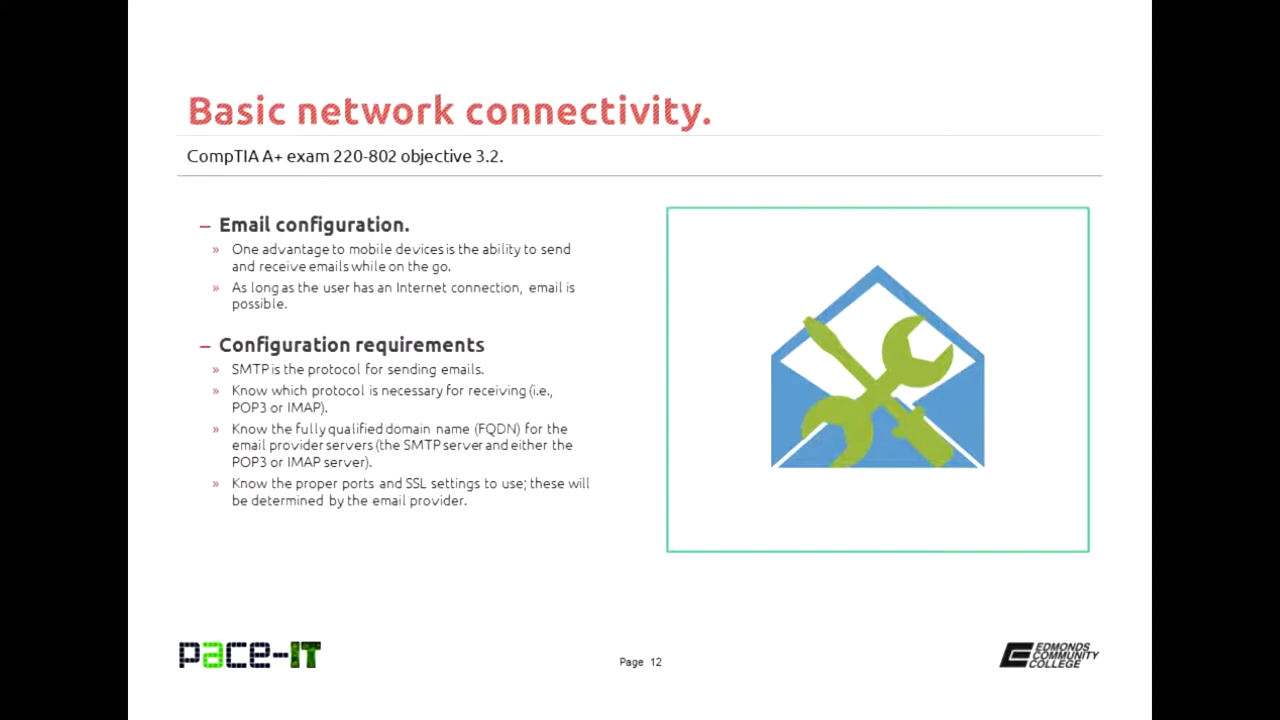 Basic network connectivity.
CompTIA A+ exam 220-802 objective 3.2.
– Email configuration.
» One advantage to mobile devices is the ability to send
and receive emails while on the go.
» As long as the user has an Internet connection, email is
possible.
– Configuration requirements
» SMTP is the protocol for sending emails.
» Know which protocol is necessary for receiving (i.e.,
POP3 or IMAP).
» Know the fully qualified domain name (FQDN) for the
email provider servers (the SMTP server and either the
POP3 or IMAP server).
» Know the proper ports and SSL settings to use; these will
be determined by the email provider.
pace-IT
Page 12
EDMONDS
COMMUNITY
COLLEGE